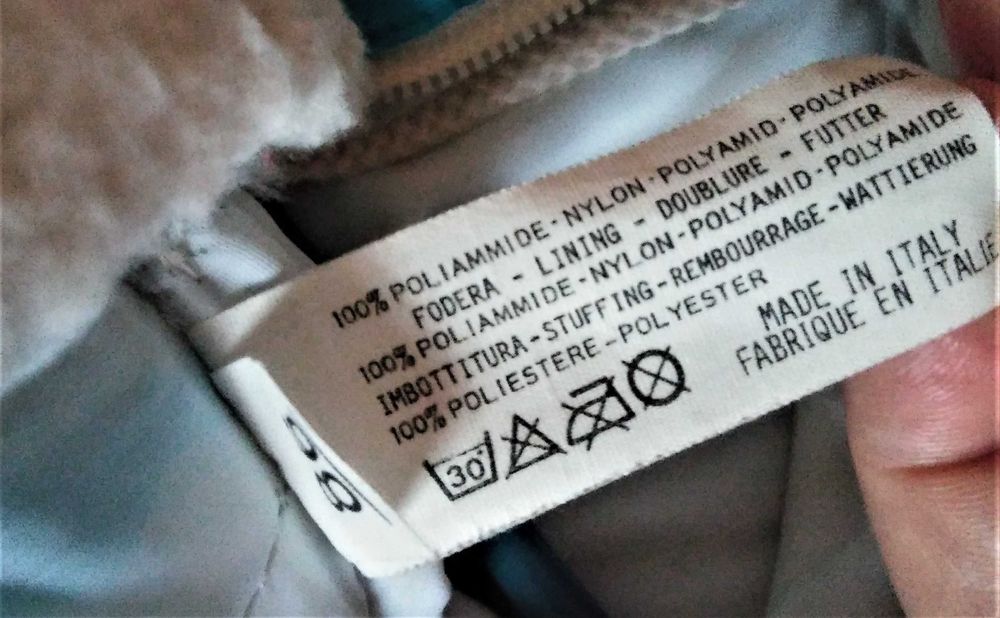 100% POLIAMMIDE-NYLON-POLYAMID-POLYAMIDE
FODERA - LINING - DOUBLURE - FUTTER
100% POLIAMMIDE-NYLON-POLYAMID-POLYAMIDE
IMBOTTITURA-STUFFING-REMBOURRAGE-WATTIERUNG
100% POLIESTERE-POLYESTER
MADE IN ITALY
FABRIQUE EN ITALIE
30°